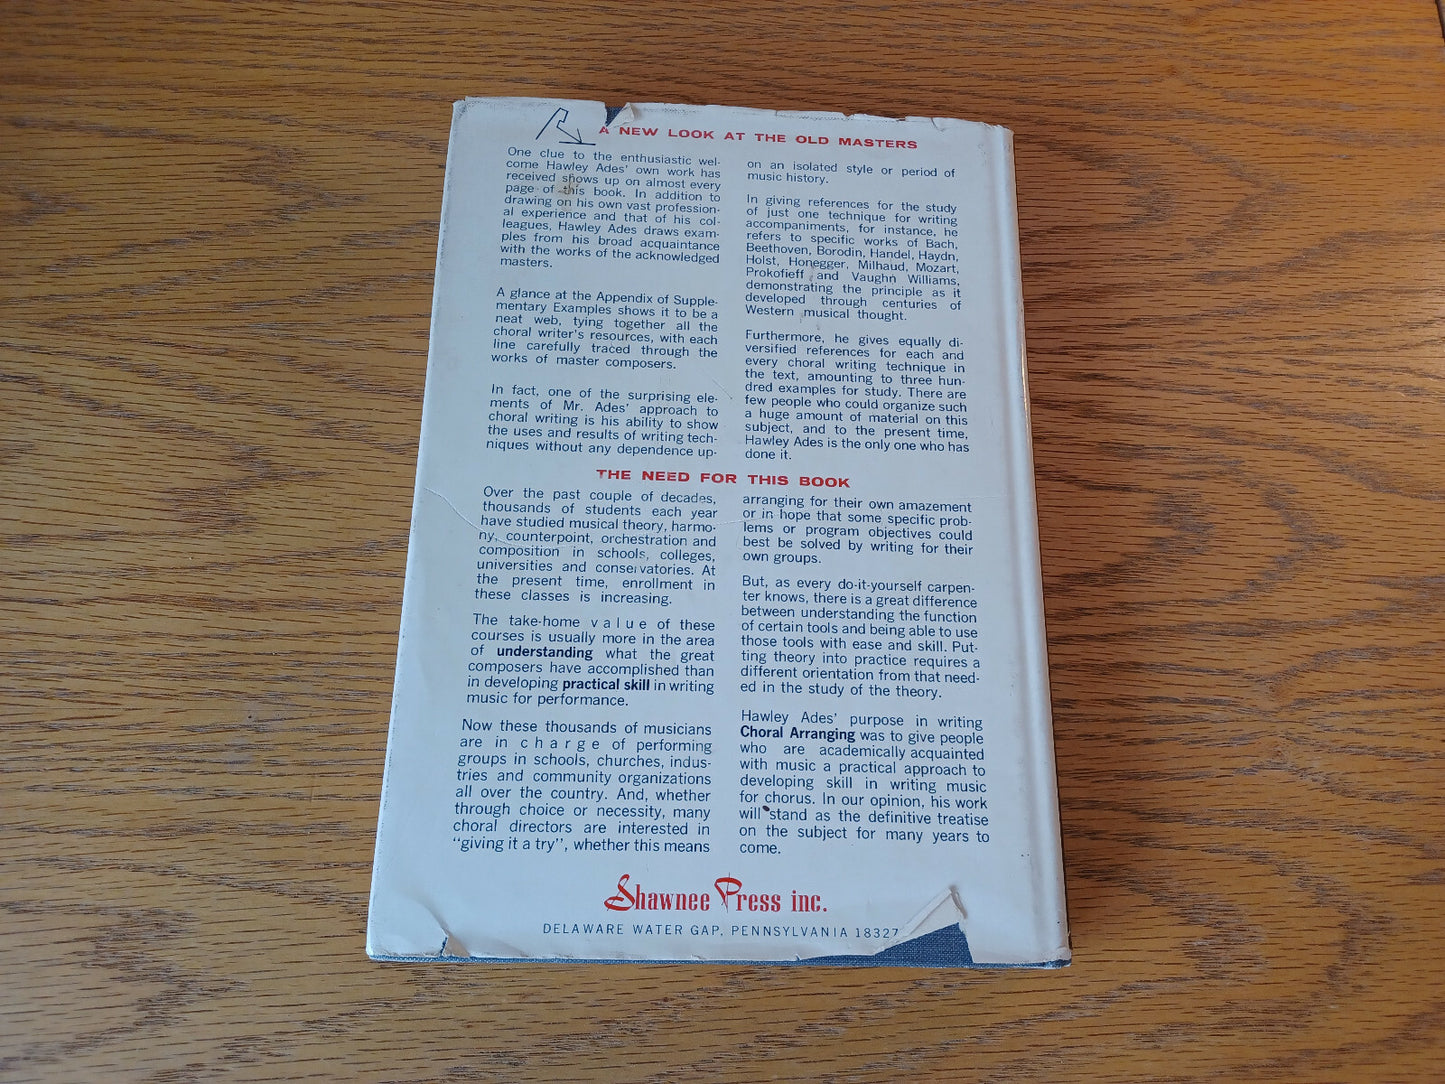 A NEW LOOK AT THE OLD MASTERS
One clue to the enthusiastic wel-
come Hawley Ades' own work has
received shows up on almost every
page of this book. In addition to
drawing on his own vast profession-
al experience and that of his col-
leagues, Hawley Ades draws exam-
ples from his broad acquaintance
with the works of the acknowledged
masters.
A glance at the Appendix of Supple-
mentary Examples shows it to be a
neat web, tying together all the
choral writer's resources, with each
line carefully traced through the
works of master composers.
In fact, one of the surprising ele-
ments of Mr. Ades' approach to
choral writing is his ability to show
the uses and results of writing tech-
niques without any dependence up-
on an isolated style or period of
music history.
In giving references for the study
of just one technique for writing
accompaniments, for instance, he
refers to specific works of Bach,
Beethoven, Borodin, Handel, Haydn,
Holst, Honegger, Milhaud, Mozart,
Prokofieff and Vaughn Williams,
demonstrating the principle as it
developed through centuries of
Western musical thought.
Furthermore, he gives equally di-
versified references for each and
every choral writing technique in
the text, amounting to three hun-
dred examples for study. There are
few people who could organize such
a huge amount of material on this
subject, and to the present time,
Hawley Ades is the only one who has
done it.
THE NEED FOR THIS BOOK
Over the past couple of decades,
thousands of students each year
have studied musical theory, harmo-
ny, counterpoint, orchestration and
composition in schools, colleges,
universities and conservatories. At
the present time, enrollment in
these classes is increasing.
The take-home value of these
courses is usually more in the area
of understanding what the great
composers have accomplished than
in developing practical skill in writing
music for performance.
Now these thousands of musicians
are in charge of performing
groups in schools, churches, indus-
tries and community organizations
all over the country. And, whether
through choice or necessity, many
choral directors are interested in
"giving it a try", whether this means
arranging for their own amazement
or in hope that some specific prob-
lems or program objectives could
best be solved by writing for their
own groups.
But, as every do-it-yourself carpen-
ter knows, there is a great difference
between understanding the function
of certain tools and being able to use
those tools with ease and skill. Put-
ting theory into practice requires a
different orientation from that need-
ed in the study of the theory.
Hawley Ades' purpose in writing
Choral Arranging was to give people
who are academically acquainted
with music a practical approach to
developing skill in writing music
for chorus. In our opinion, his work
will stand as the definitive treatise
on the subject for many years to
come.
Shawnee Press inc.
DELAWARE WATER GAP, PENNSYLVANIA 18327